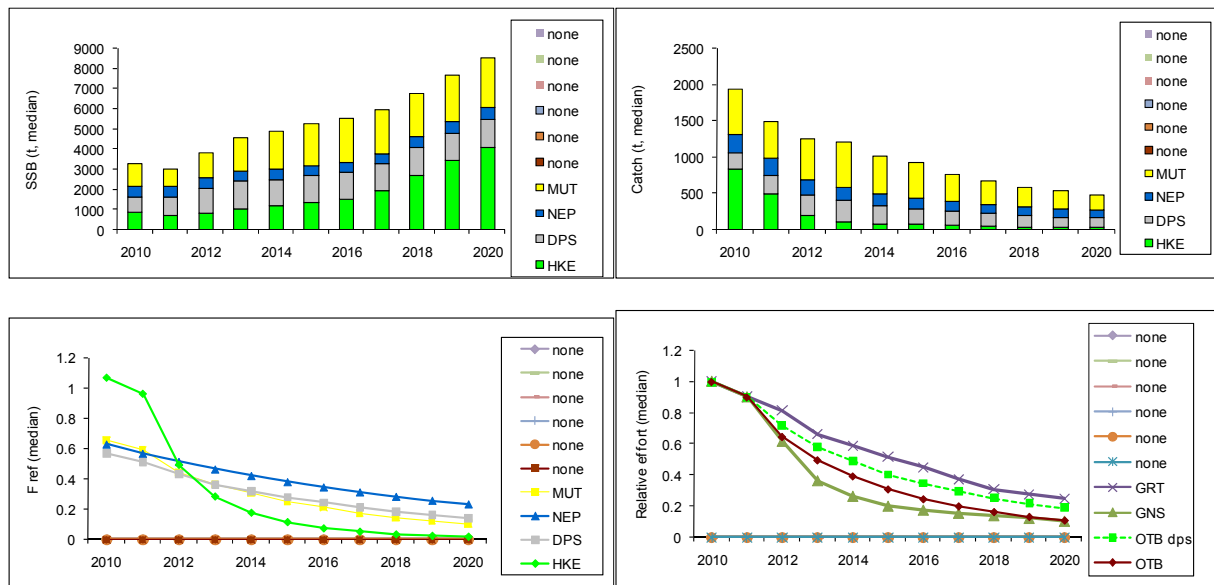 SSB (t, median)
9000
8000
7000
6000
5000
4000
3000
2000
1000
0
2010 2012 2014 2016 2018 2020
none
none
none
none
none
none
MUT
NEP
DPS
HKE
Catch (t, median)
2500
2000
1500
1000
500
0
2010 2012 2014 2016 2018 2020
none
none
none
none
none
none
MUT
NEP
DPS
HKE
F ref (median)
1.2
1
0.8
0.6
0.4
0.2
0
2010 2012 2014 2016 2018 2020
none
none
none
none
none
none
MUT
NEP
DPS
HKE
Relative effort (median)
1.2
1
0.8
0.6
0.4
0.2
0
2010 2012 2014 2016 2018 2020
none
none
none
none
none
none
GRT
GNS
OTB dps
OTB